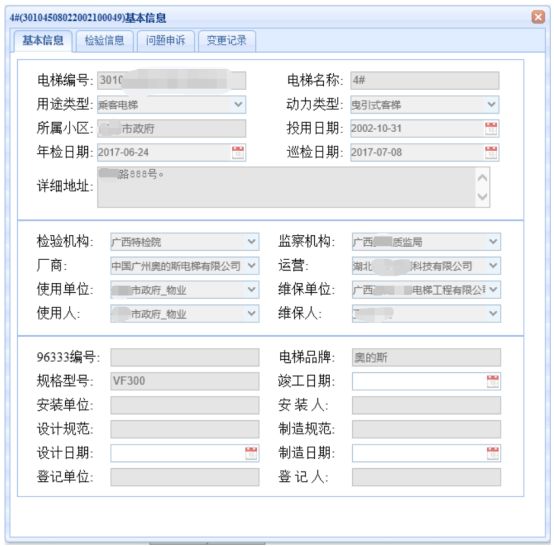 4#(30104508022002100049)基本信息
基本信息 检验信息 问题申诉 变更记录
电梯编号: 3010 电梯名称: 4#
用途类型: 乘客电梯 动力类型: 曳引式客梯
所属小区: 市政府 投用日期: 2002-10-31
年检日期: 2017-06-24 巡检日期: 2017-07-08
详细地址: 路888号。
检验机构: 广西特检院 监察机构: 广西 质监局
厂商: 中国广州奥的斯电梯有限公司 运营: 湖北 科技有限公司
使用单位: 市政府_物业 维保单位: 广西 电梯工程有限公司
使用人: 市政府_物业 维保人:
96333编号: 电梯品牌: 奥的斯
规格型号: VF300 竣工日期:
安装单位: 安 装 人:
设计规范: 制造规范:
设计日期: 制造日期:
登记单位: 登 记 人: